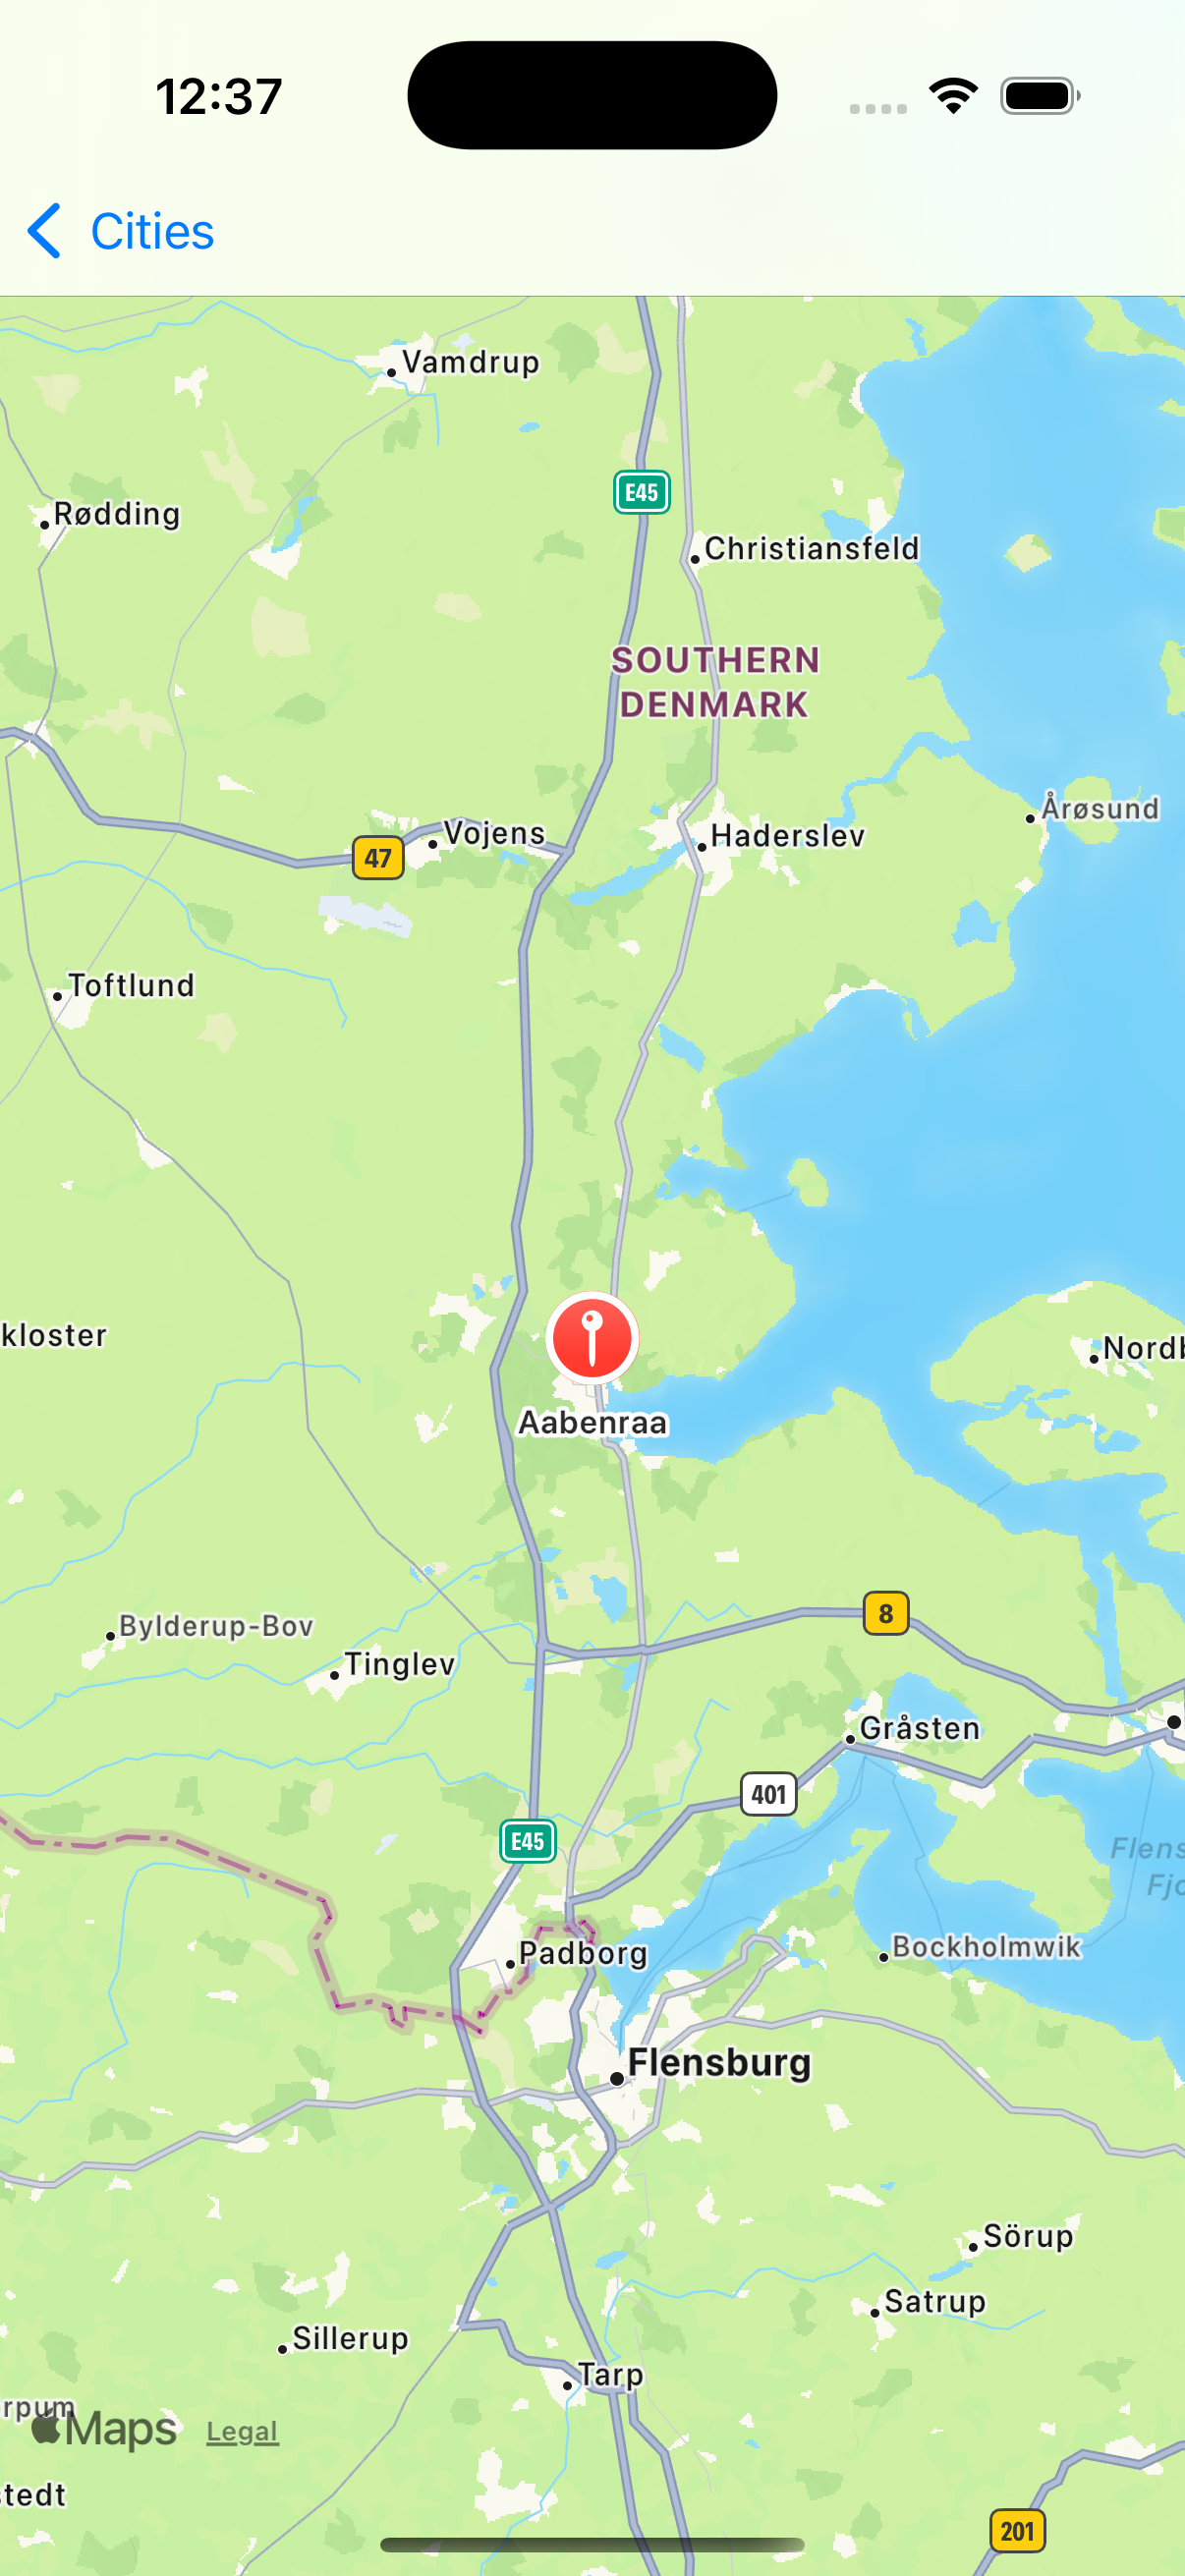 12:37
Cities
Vamdrup
E45
Rødding
Christiansfeld
SOUTHERN
DENMARK
Årøsund
Vojens
Haderslev
47
Toftlund
kloster
Nordb
Aabenraa
8
Bylderup-Bov
Tinglev
Gråsten
401
E45
Flens
Fjo
Padborg
Bockholmwik
Flensburg
Sörup
Satrup
Sillerup
Tarp
rpum
Maps Legal
stedt
201